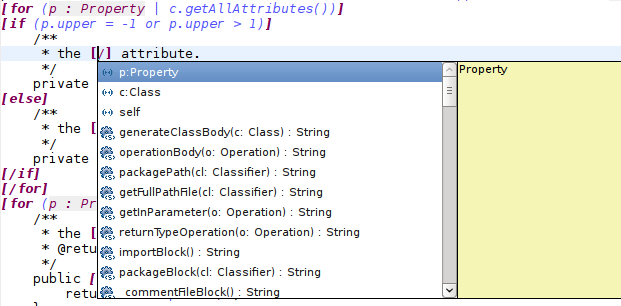 [for (p : Property | c.getAllAttributes())]
[if (p.upper = -1 or p.upper > 1)]
/**
* the [/] attribute.
*/
private
[else]
/**
* the [
*/
private
[/if]
[/for]
[for (p : Pr
/**
* the [
* @retu
*/
public [
retu
p:Property
c:Class
self
generateClassBody(c: Class) : String
operationBody(o: Operation) : String
packagePath(cl: Classifier) : String
getFullPathFile(cl: Classifier) : String
getInParameter(o: Operation) : String
returnTypeOperation(o: Operation) : String
importBlock() : String
packageBlock(cl: Classifier) : String
commentFileBlock() : String
Property